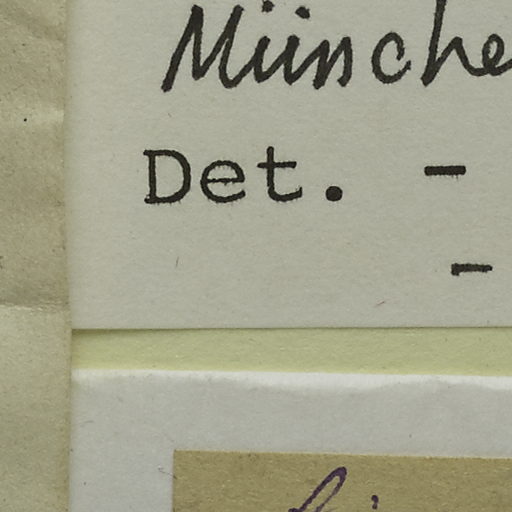 Münche
Det. -
-